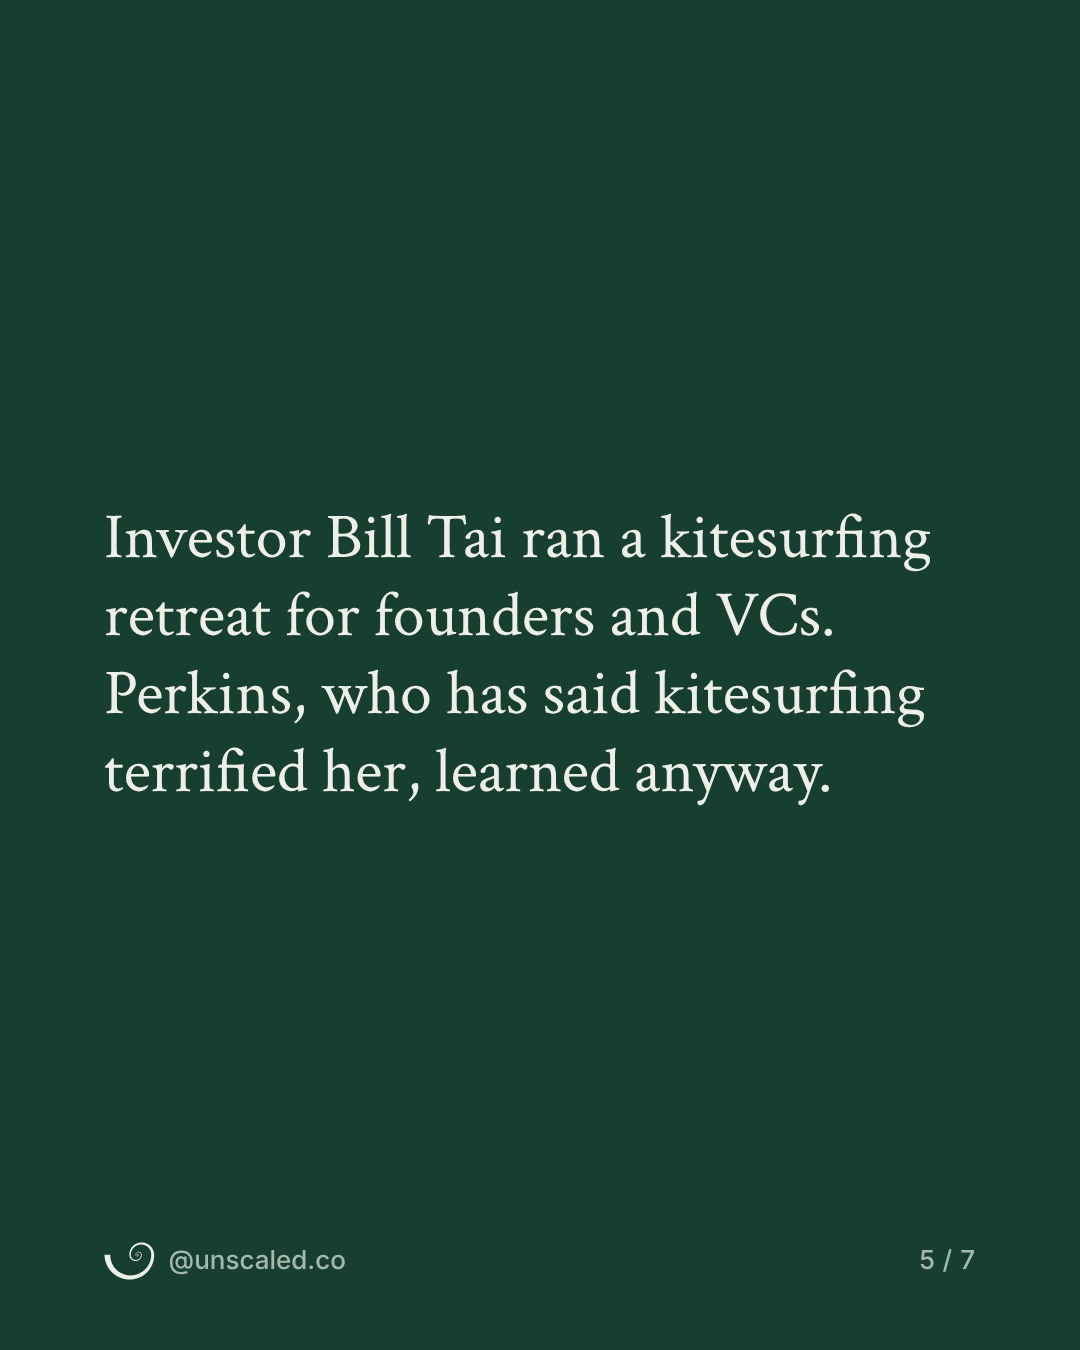 Investor Bill Tai ran a kitesurfing
retreat for founders and VCs.
Perkins, who has said kitesurfing
terrified her, learned anyway.
@unscaled.co
5 / 7